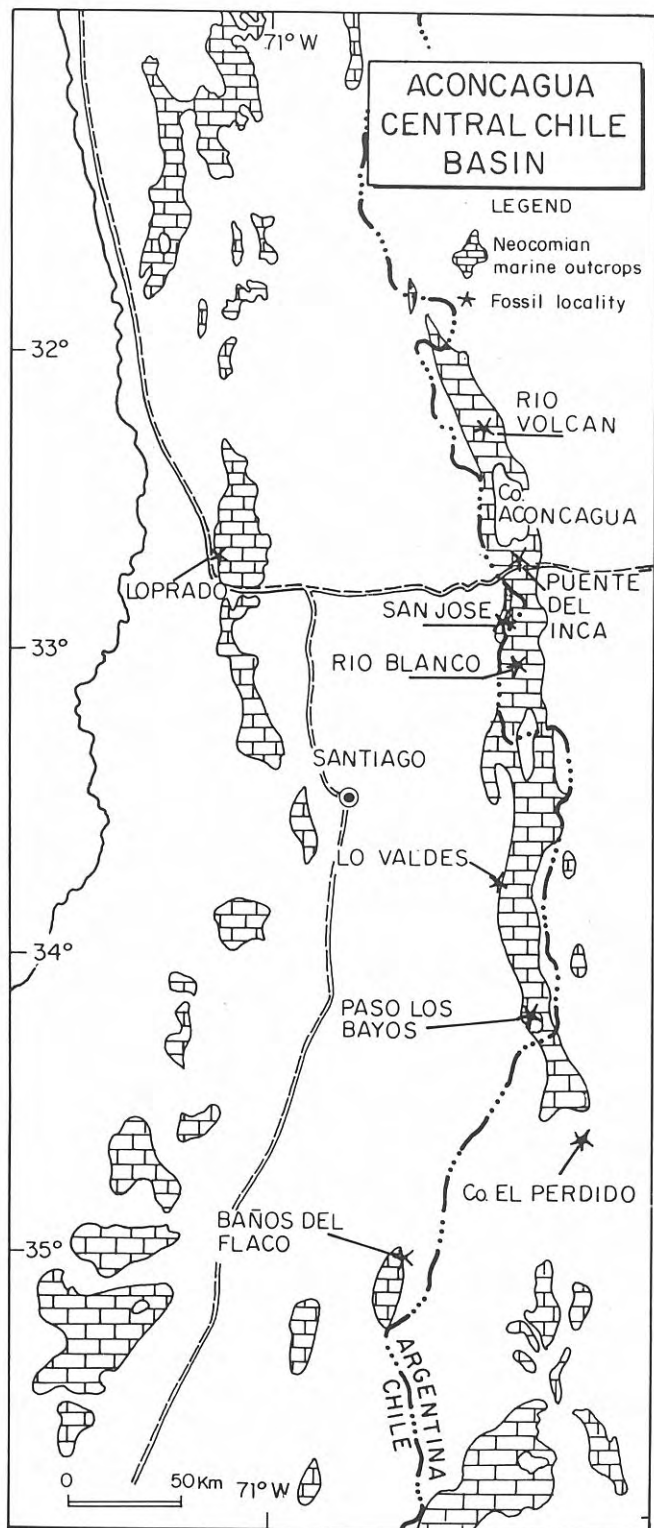 71° W
ACONCAGUA
CENTRAL CHILE
BASIN
LEGEND
Neocomian
marine outcrops
Fossil locality
32°
RIO
VOLCAN
Co.
ACONCAGUA
LOPRADO
PUENTE
DEL
INCA
SAN JOSE
33°
RIO BLANCO
SANTIAGO
LO VALDES
34°
PASO LOS
BAYOS
Co. EL PERDIDO
BAÑOS DEL
FLACO
35°
ARGENTINA
CHILE
0 50 Km
71° W